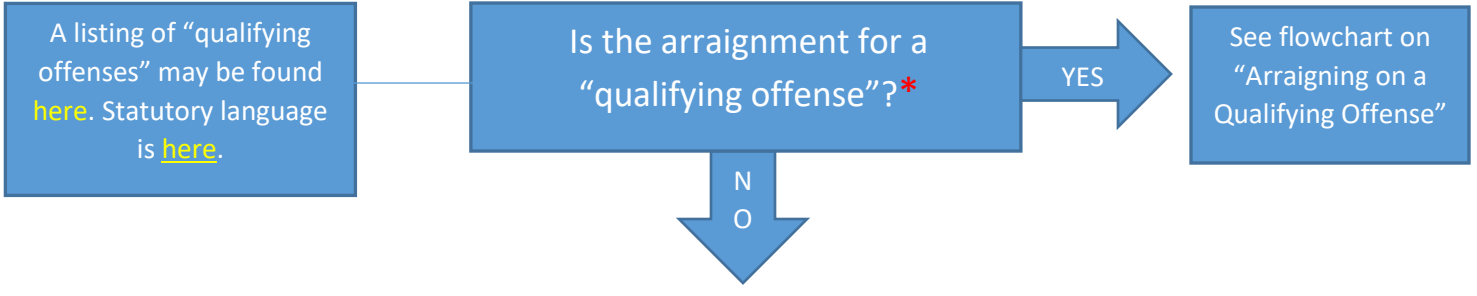 A listing of “qualifying
offenses” may be found
here. Statutory language
is here.
Is the arraignment for a
“qualifying offense”?*
YES
See flowchart on
“Arraigning on a
Qualifying Offense”
N
O